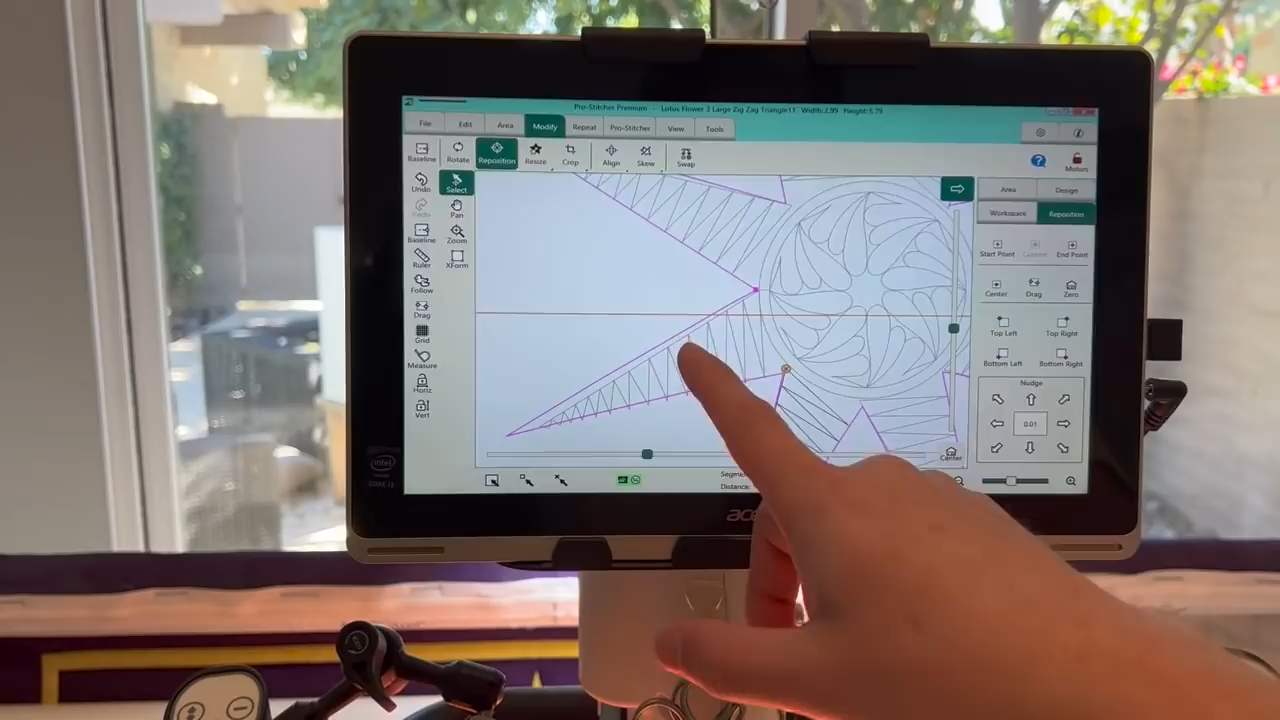 Pro-Stitcher Premium - Lotus Flower 2 Large Zig Zag Triangle11 Width:2.99 Height:3.79
File Edit Area Modify Repeat Pro-Stitcher View Tools
Baseline Rotate Reposition Resize Crop Align Skew Swap Motors
Undo Select
Redo Pan
Baseline Zoom
Ruler XForm
Follow
Drag
Grid
Measure
Horiz
Vert
Area Design
Workspace Reposition
Start Point Current End Point
Center Drag Zero
Top Left Top Right
Bottom Left Bottom Right
Nudge
0.01
Center
Distance:
intel
CORE i3